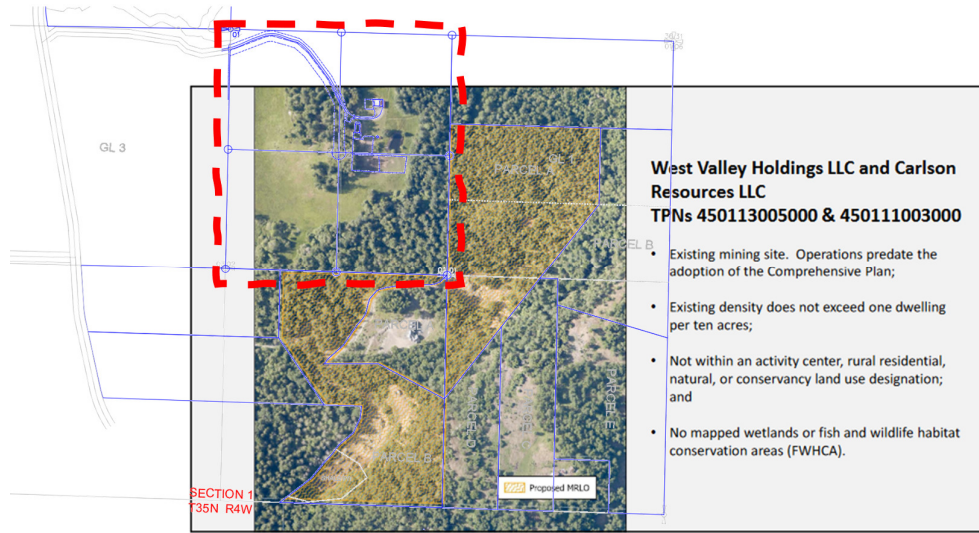 GL 3
PARCEL A
PARCEL B
West Valley Holdings LLC and Carlson
Resources LLC
TPNs 450113005000 & 450111003000
• Existing mining site. Operations predate the
adoption of the Comprehensive Plan;
• Existing density does not exceed one dwelling
per ten acres;
• Not within an activity center, rural residential,
natural, or conservancy land use designation;
and
• No mapped wetlands or fish and wildlife habitat
conservation areas (FWHCA).
PARCEL D
PARCEL E
PARCEL B
Proposed MRLO
SECTION 1
T35N R4W